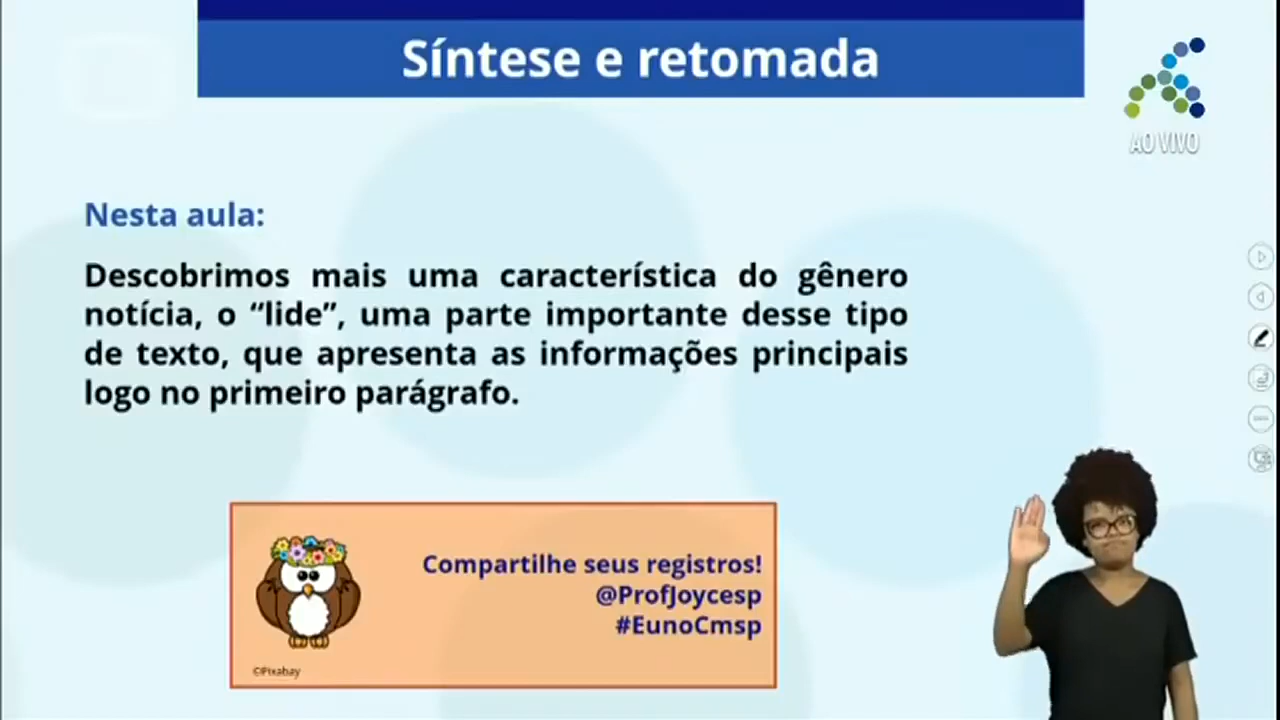 Síntese e retomada
AO VIVO
Nesta aula:
Descobrimos mais uma característica do gênero
notícia, o “lide”, uma parte importante desse tipo
de texto, que apresenta as informações principais
logo no primeiro parágrafo.
Compartilhe seus registros!
@ProfJoycesp
#EunoCmsp
©Pixabay